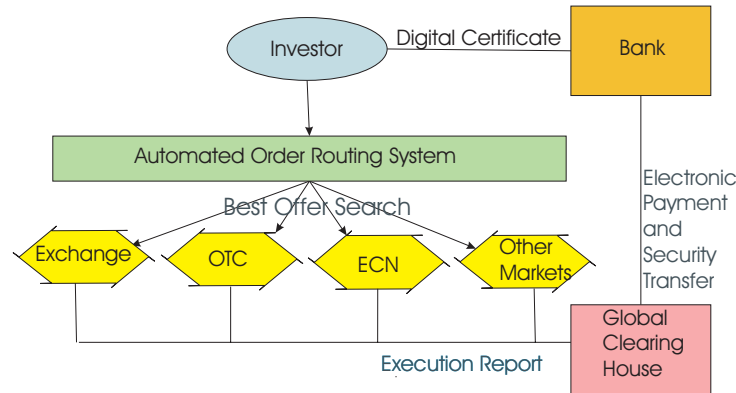 Investor
Digital Certificate
Bank
Automated Order Routing System
Best Offer Search
Electronic
Payment
and
Security
Transfer
Exchange
OTC
ECN
Other
Markets
Global
Clearing
House
Execution Report